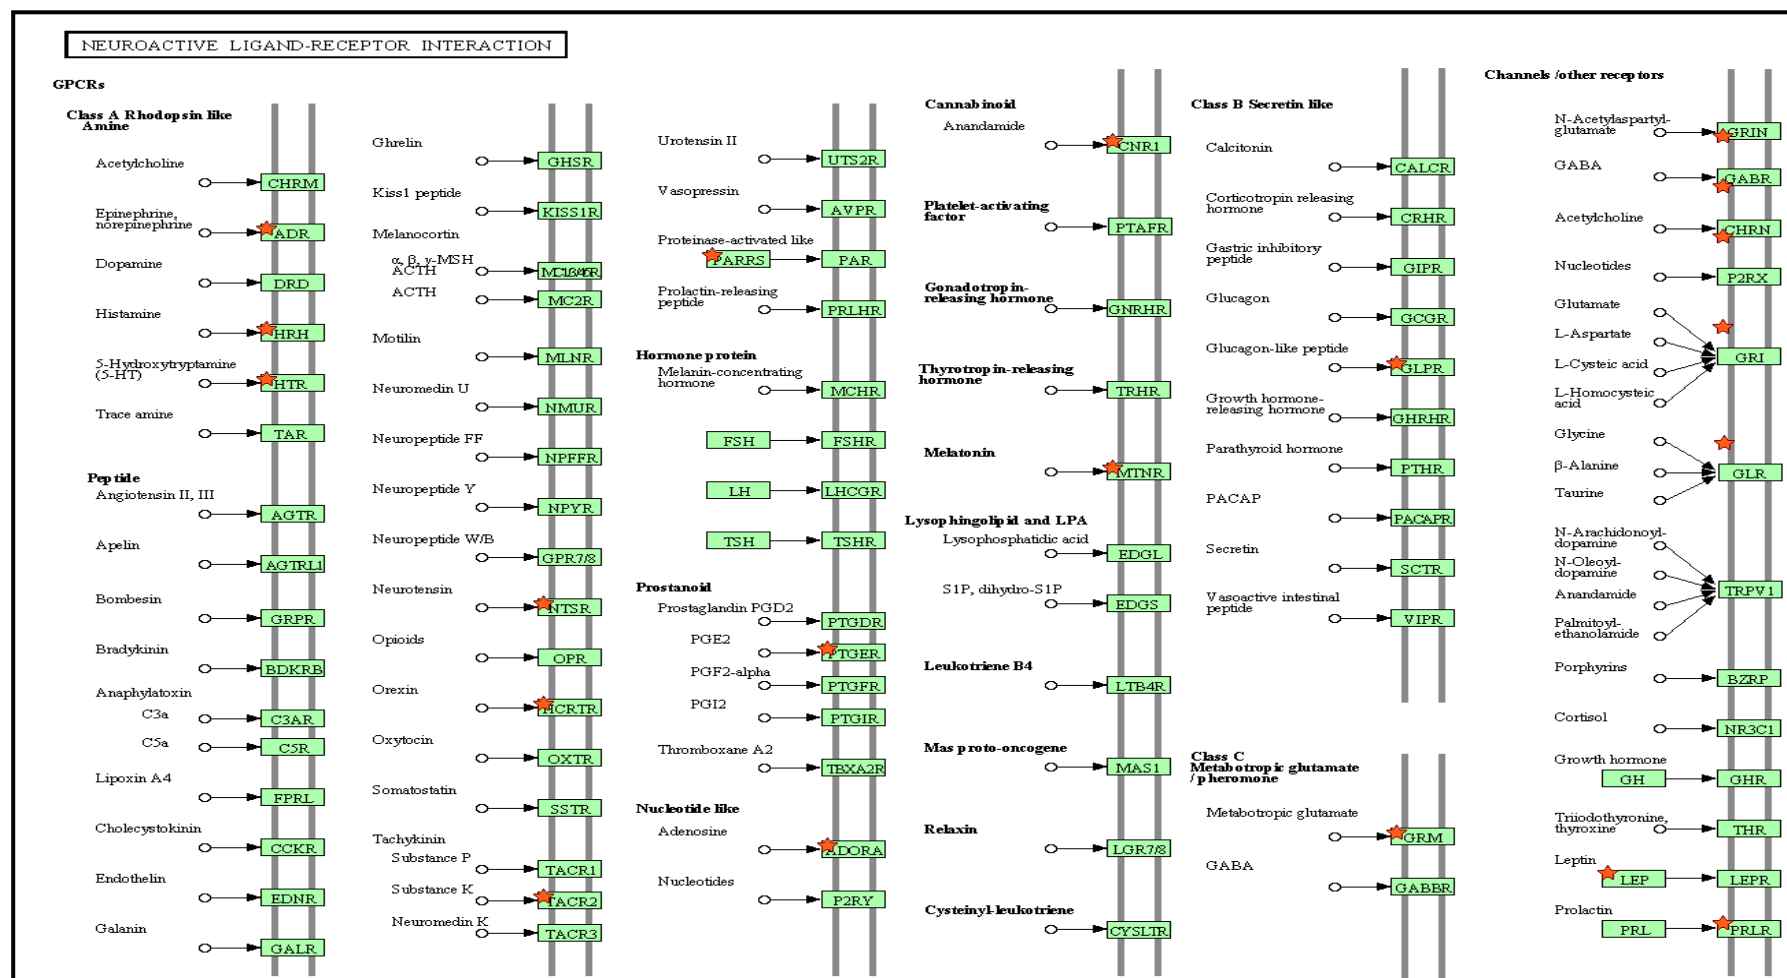 NEUROACTIVE LIGAND-RECEPTOR INTERACTION
GPCRs
Class A Rhodopsin like
Amine
Acetylcholine
CHRM
Epinephrine,
norepinephrine
ADR
Dopamine
DRD
Histamine
HRH
5-Hydroxytryptamine
(5-HT)
HTR
Trace amine
TAR
Peptide
Angiotensin II, III
AGTR
Apelin
AGTRL1
Bombesin
GRPR
Bradykinin
BDKRB
Anaphylatoxin
C3a
C3AR
C5a
C5R
Lipoxin A4
FPRL
Cholecystokinin
CCKR
Endothelin
EDNR
Galanin
GALR
Ghrelin
GHSR
Kiss1 peptide
KISS1R
Melanocortin
α, β, γ-MSH
ACTH
ACTH
MC2R
Motilin
MLNR
Neuromedin U
NMUR
Neuropeptide FF
NPFFR
Neuropeptide Y
NPYR
Neuropeptide W/B
GPR7/8
Neurotensin
NTSR
Opioids
OPR
Orexin
HCRTR
Oxytocin
OXTR
Somatostatin
SSTR
Tachykinin
Substance P
TACR1
Substance K
TACR2
Neuromedin K
TACR3
Urotensin II
UTS2R
Vasopressin
AVPR
Proteinase-activated like
PARRS
PAR
Prolactin-releasing
peptide
PRLHR
Hormone protein
Melanin-concentrating
hormone
MCHR
FSH
FSHR
LH
LHCGR
TSH
TSHR
Prostanoid
Prostaglandin PGD2
PTGDR
PGE2
PTGER
PGF2-alpha
PTGFR
PGI2
PTGIR
Thromboxane A2
TBXA2R
Nucleotide like
Adenosine
ADORA
Nucleotides
P2RY
Cannabinoid
Anandamide
CNR1
Platelet-activating
factor
PTAFR
Gonadotropin-
releasing hormone
GNRHR
Thyrotropin-releasing
hormone
TRHR
Melatonin
MTNR
Lysophingolipid and LPA
Lysophosphatidic acid
EDGL
S1P, dihydro-S1P
EDGS
Leukotriene B4
LTB4R
Mas proto-oncogene
MAS1
Relaxin
LGR7/8
Cysteinyl-leukotriene
CYSLTR
Class B Secretin like
Calcitonin
CALCR
Corticotropin releasing
hormone
CRHR
Gastric inhibitory
peptide
GIPR
Glucagon
GCGR
Glucagon-like peptide
GLPR
Growth hormone-
releasing hormone
GHRHR
Parathyroid hormone
PTHR
PACAP
PACAPR
Secretin
SCTR
Vasoactive intestinal
peptide
VIPR
Class C
Metabotropic glutamate
/ pheromone
Metabotropic glutamate
GRM
GABA
GABBR
Channels /other receptors
N-Acetylaspartyl-
glutamate
GRIN
GABA
GABR
Acetylcholine
CHRN
Nucleotides
P2RX
Glutamate
L-Aspartate
L-Cysteic acid
L-Homocysteic
acid
GRI
Glycine
β-Alanine
Taurine
GLR
N-Arachidonoyl-
dopamine
N-Oleoyl-
dopamine
Anandamide
Palmitoyl-
ethanolamide
TRPV1
Porphyrins
BZRP
Cortisol
NR3C1
Growth hormone
GH
GHR
Triiodothyronine,
thyroxine
THR
Leptin
LEP
LEPR
Prolactin
PRL
PRLR